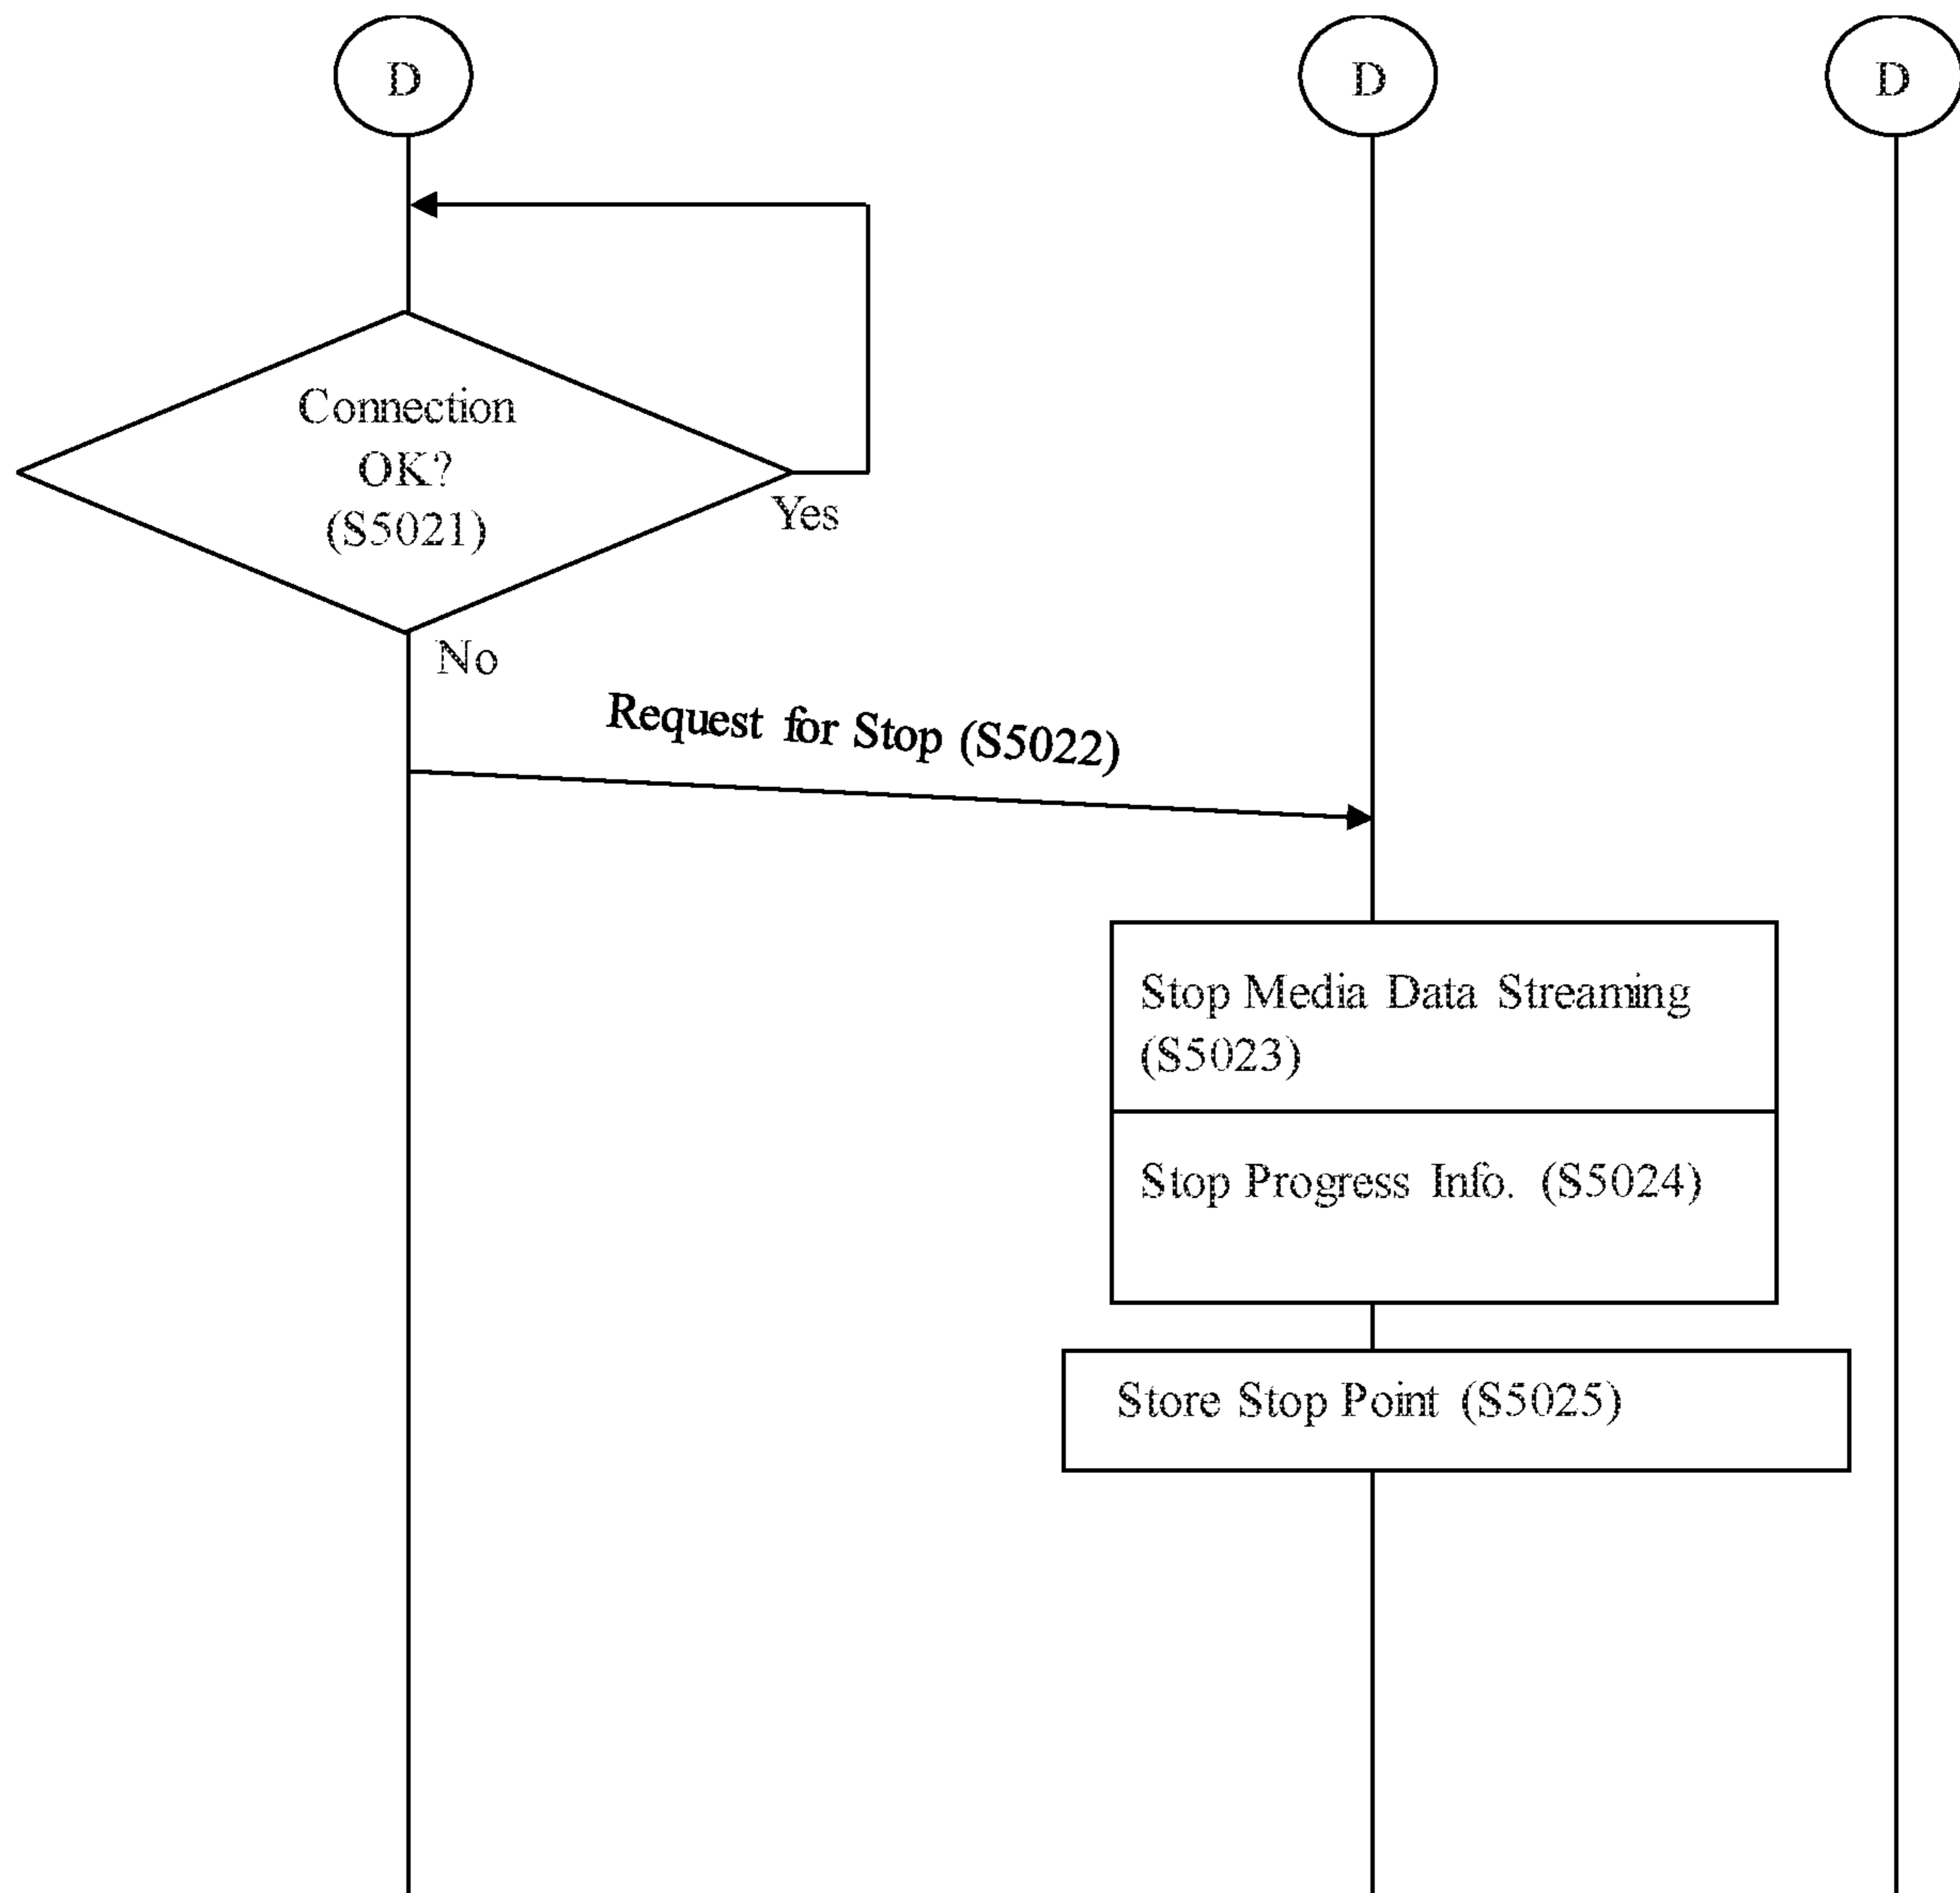 D
D
D
Connection
OK?
(S5021)
Yes
No
Request for Stop (S5022)
Stop Media Data Streaming
(S5023)
Stop Progress Info. (S5024)
Store Stop Point (S5025)